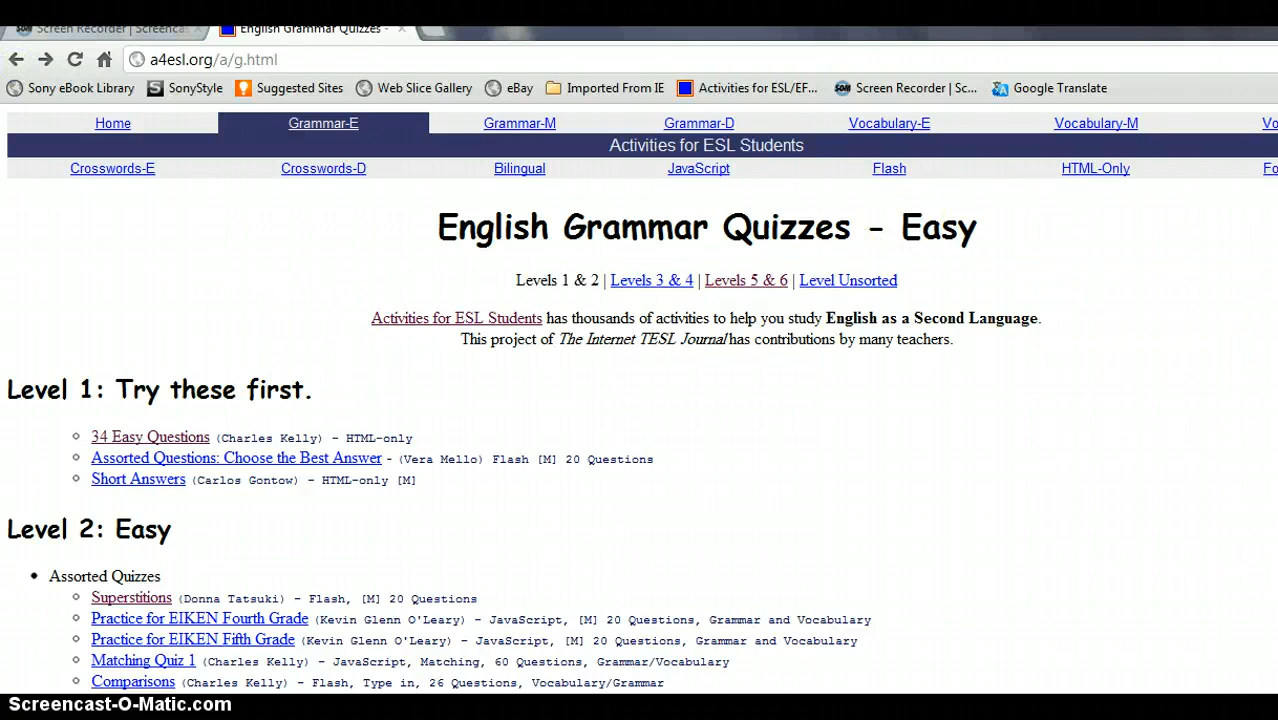 Screen Recorder | Screencas
English Grammar Quizzes -
a4esl.org/a/g.html
Sony eBook Library SonyStyle Suggested Sites Web Slice Gallery eBay Imported From IE Activities for ESL/EF... Screen Recorder | Sc... Google Translate
Home Grammar-E Grammar-M Grammar-D Vocabulary-E Vocabulary-M Vo
Activities for ESL Students
Crosswords-E Crosswords-D Bilingual JavaScript Flash HTML-Only Fo
English Grammar Quizzes - Easy
Levels 1 & 2 | Levels 3 & 4 | Levels 5 & 6 | Level Unsorted
Activities for ESL Students has thousands of activities to help you study English as a Second Language.
This project of The Internet TESL Journal has contributions by many teachers.
Level 1: Try these first.
34 Easy Questions (Charles Kelly) - HTML-only
Assorted Questions: Choose the Best Answer - (Vera Mello) Flash [M] 20 Questions
Short Answers (Carlos Gontow) - HTML-only [M]
Level 2: Easy
Assorted Quizzes
Superstitions (Donna Tatsuki) - Flash, [M] 20 Questions
Practice for EIKEN Fourth Grade (Kevin Glenn O'Leary) - JavaScript, [M] 20 Questions, Grammar and Vocabulary
Practice for EIKEN Fifth Grade (Kevin Glenn O'Leary) - JavaScript, [M] 20 Questions, Grammar and Vocabulary
Matching Quiz 1 (Charles Kelly) - JavaScript, Matching, 60 Questions, Grammar/Vocabulary
Comparisons (Charles Kelly) - Flash, Type in, 26 Questions, Vocabulary/Grammar
Screencast-O-Matic.com